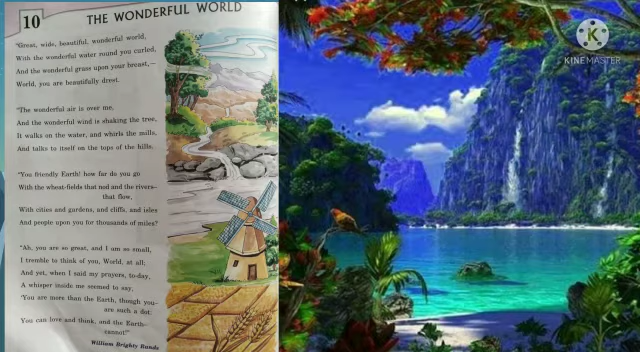 10
THE WONDERFUL WORLD
"Great, wide, beautiful, wonderful world,
With the wonderful water round you curled,
And the wonderful grass upon your breast,—
World, you are beautifully drest.
"The wonderful air is over me,
And the wonderful wind is shaking the tree,
It walks on the water, and whirls the mills,
And talks to itself on the tops of the hills.
"You friendly Earth! how far do you go
With the wheat-fields that nod and the rivers
that flow,
With cities and gardens, and cliffs, and isles
And people upon you for thousands of miles?
"Ah, you are so great, and I am so small,
I tremble to think of you, World, at all;
And yet, when I said my prayers, to-day,
A whisper inside me seemed to say,
'You are more than the Earth, though you
are such a dot:
You can love and think, and the Earth
cannot!'"
William Brighty Rands
K
KINEMASTER